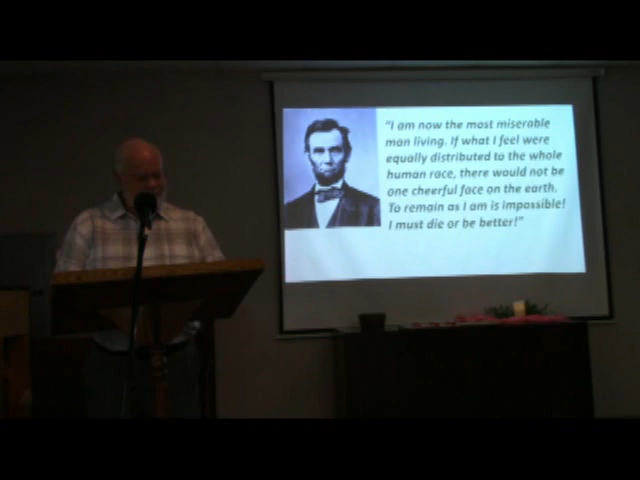 “I am now the most miserable
man living. If what I feel were
equally distributed to the whole
human race, there would not be
one cheerful face on the earth.
To remain as I am is impossible!
I must die or be better!”